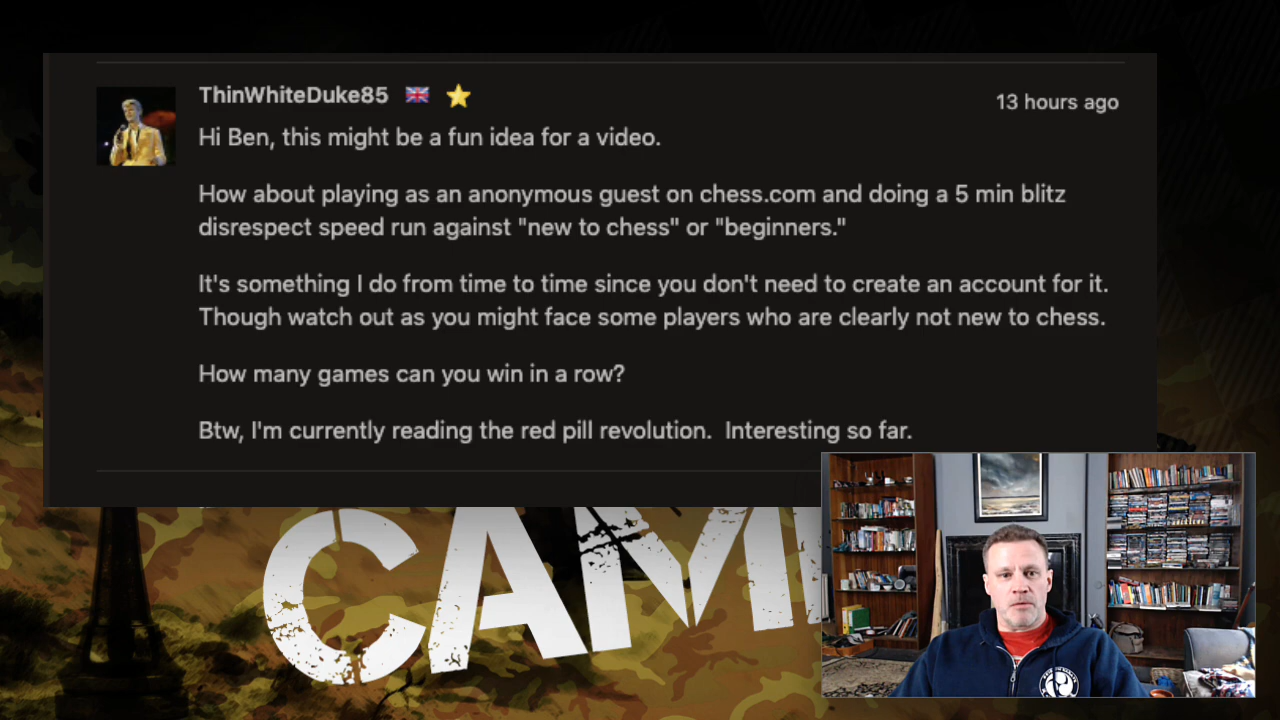 ThinWhiteDuke85
13 hours ago
Hi Ben, this might be a fun idea for a video.
How about playing as an anonymous guest on chess.com and doing a 5 min blitz
disrespect speed run against "new to chess" or "beginners."
It's something I do from time to time since you don't need to create an account for it.
Though watch out as you might face some players who are clearly not new to chess.
How many games can you win in a row?
Btw, I'm currently reading the red pill revolution.  Interesting so far.